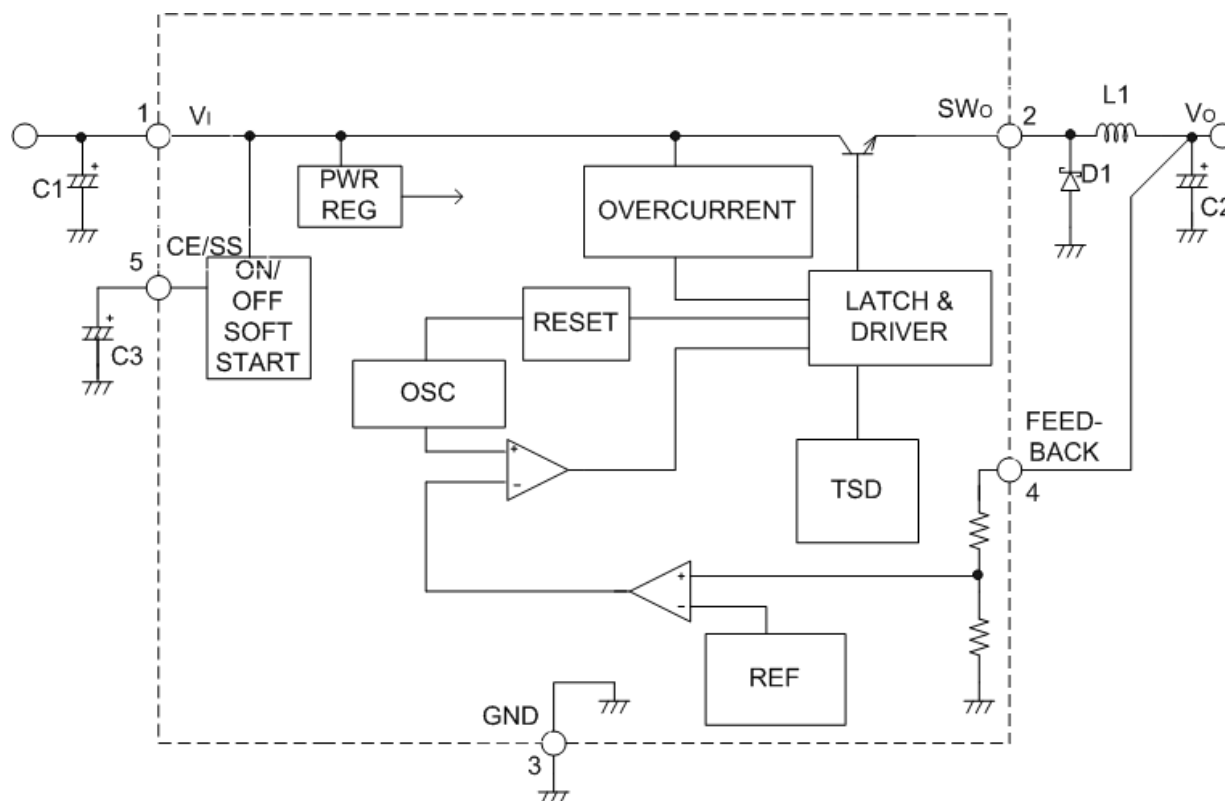 L1
1
VI
SWO
2
VO
+
C1
PWR
REG
OVERCURRENT
D1
+
C2
CE/SS
5
ON/
OFF
SOFT
START
+
C3
RESET
LATCH &
DRIVER
OSC
FEED-
BACK
+
−
TSD
4
+
−
REF
GND
3